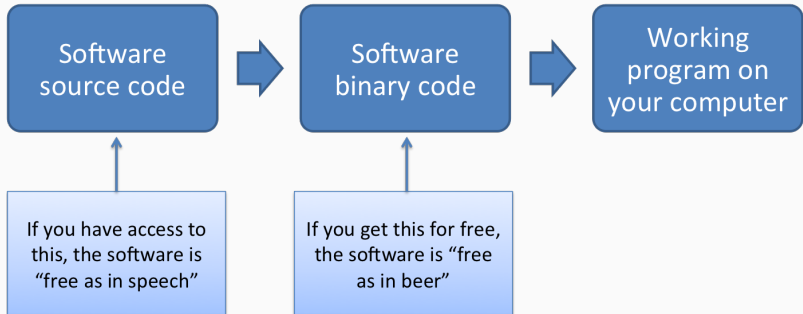 Software
source code
Software
binary code
Working
program on
your computer
If you have access to
this, the software is
“free as in speech”
If you get this for free,
the software is “free
as in beer”